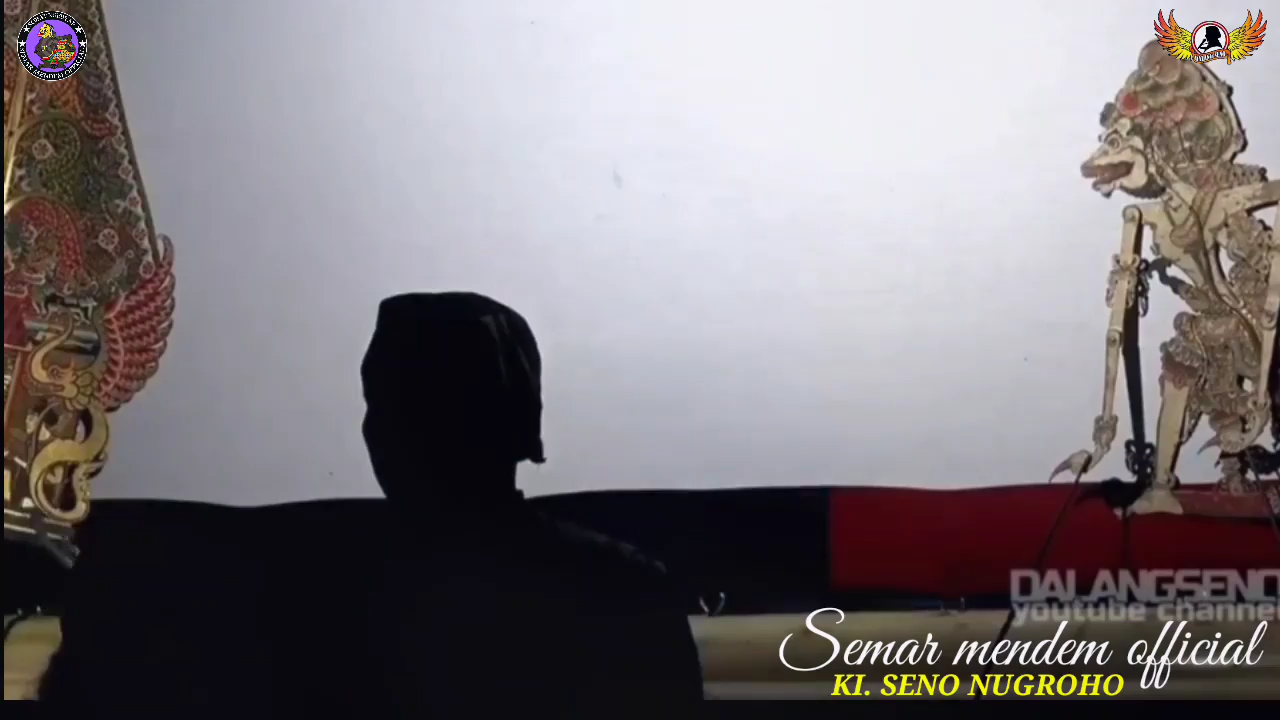 DALANGSENO
youtube channel
Semar mendem official
KI. SENO NUGROHO